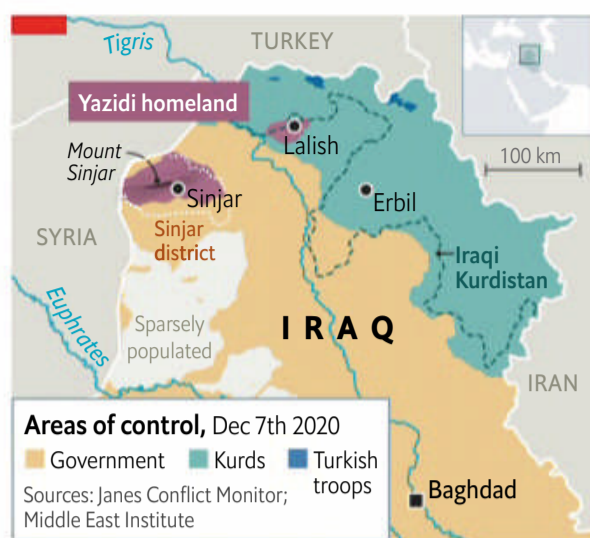 Tigris
TURKEY
Yazidi homeland
Mount
Sinjar
Lalish
100 km
Sinjar
Erbil
SYRIA
Sinjar
district
Iraqi
Kurdistan
Euphrates
Sparsely
populated
IRAQ
IRAN
Areas of control, Dec 7th 2020
Government Kurds Turkish
troops
Sources: Janes Conflict Monitor;
Middle East Institute
Baghdad